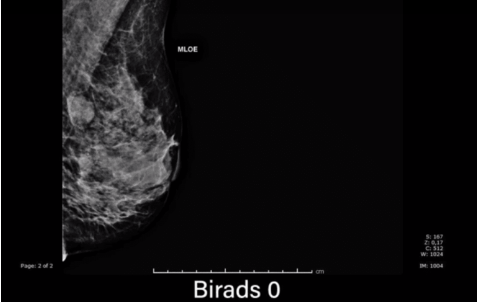 MLOE
S: 167
Z: 0,17
C: 512
W: 1024
Page: 2 of 2
IM: 1004
cm
Birads 0